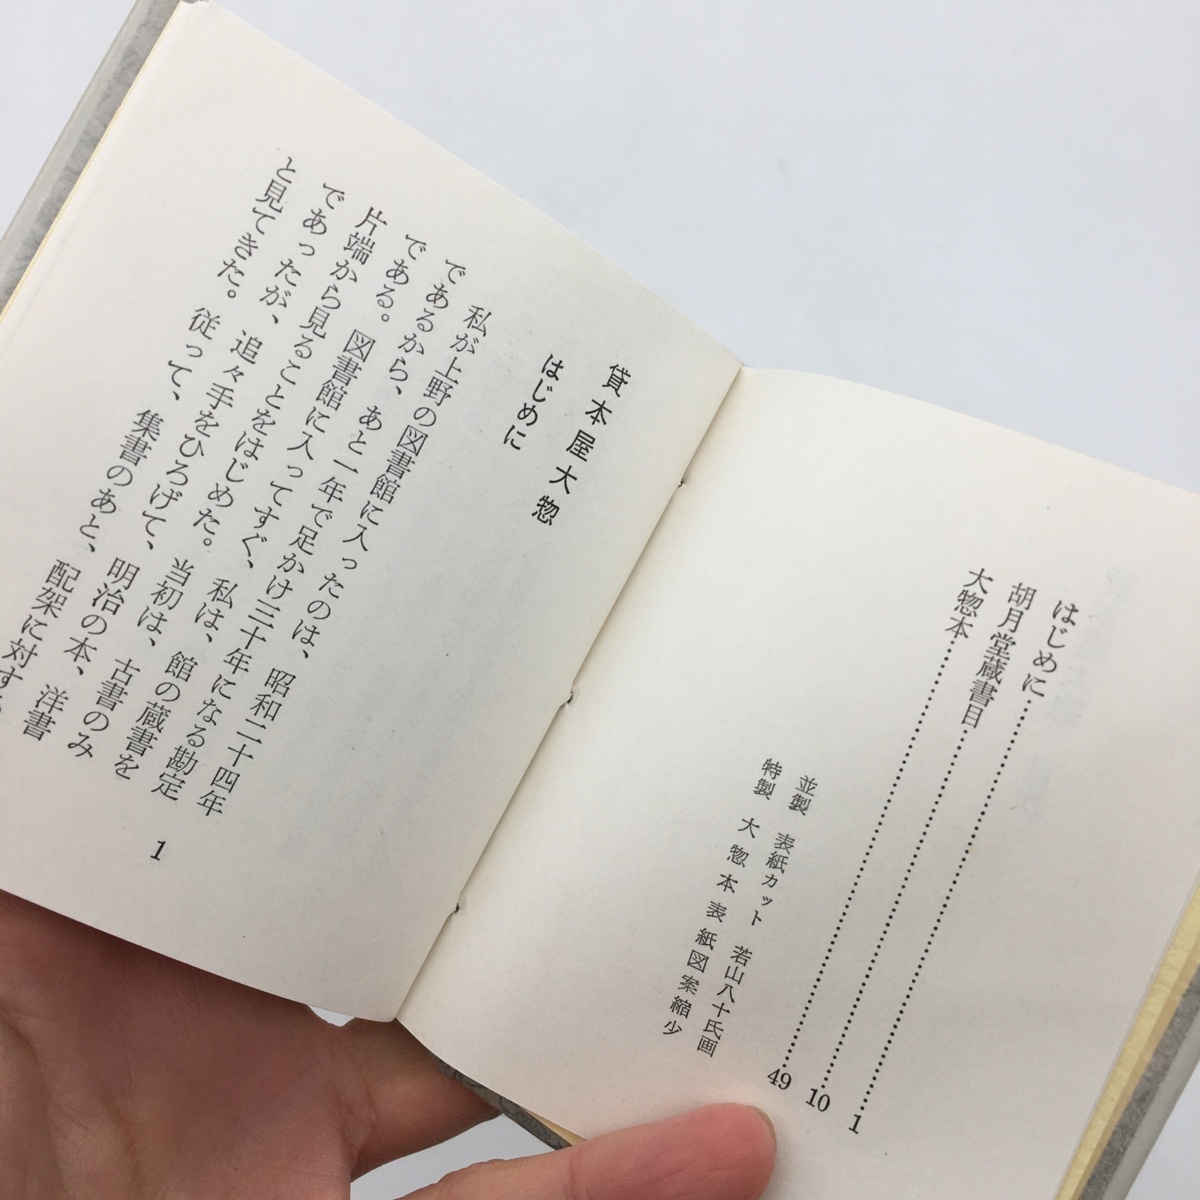 はじめに……………………1
胡月堂蔵書目……………………10
大惣本……………………49
並製 表紙カット 若山八十氏画
特製 大惣本表紙図案縮少
貸本屋大惣
はじめに
私が上野の図書館に入ったのは、昭和二十四年
であるから、あと一年で足かけ三十年になる勘定
である。図書館に入ってすぐ、私は、館の蔵書を
片端から見ることをはじめた。当初は、古書のみ
であったが、追々手をひろげて、明治の本、洋書
と見てきた。従って、集書のあと、配架に対する
1